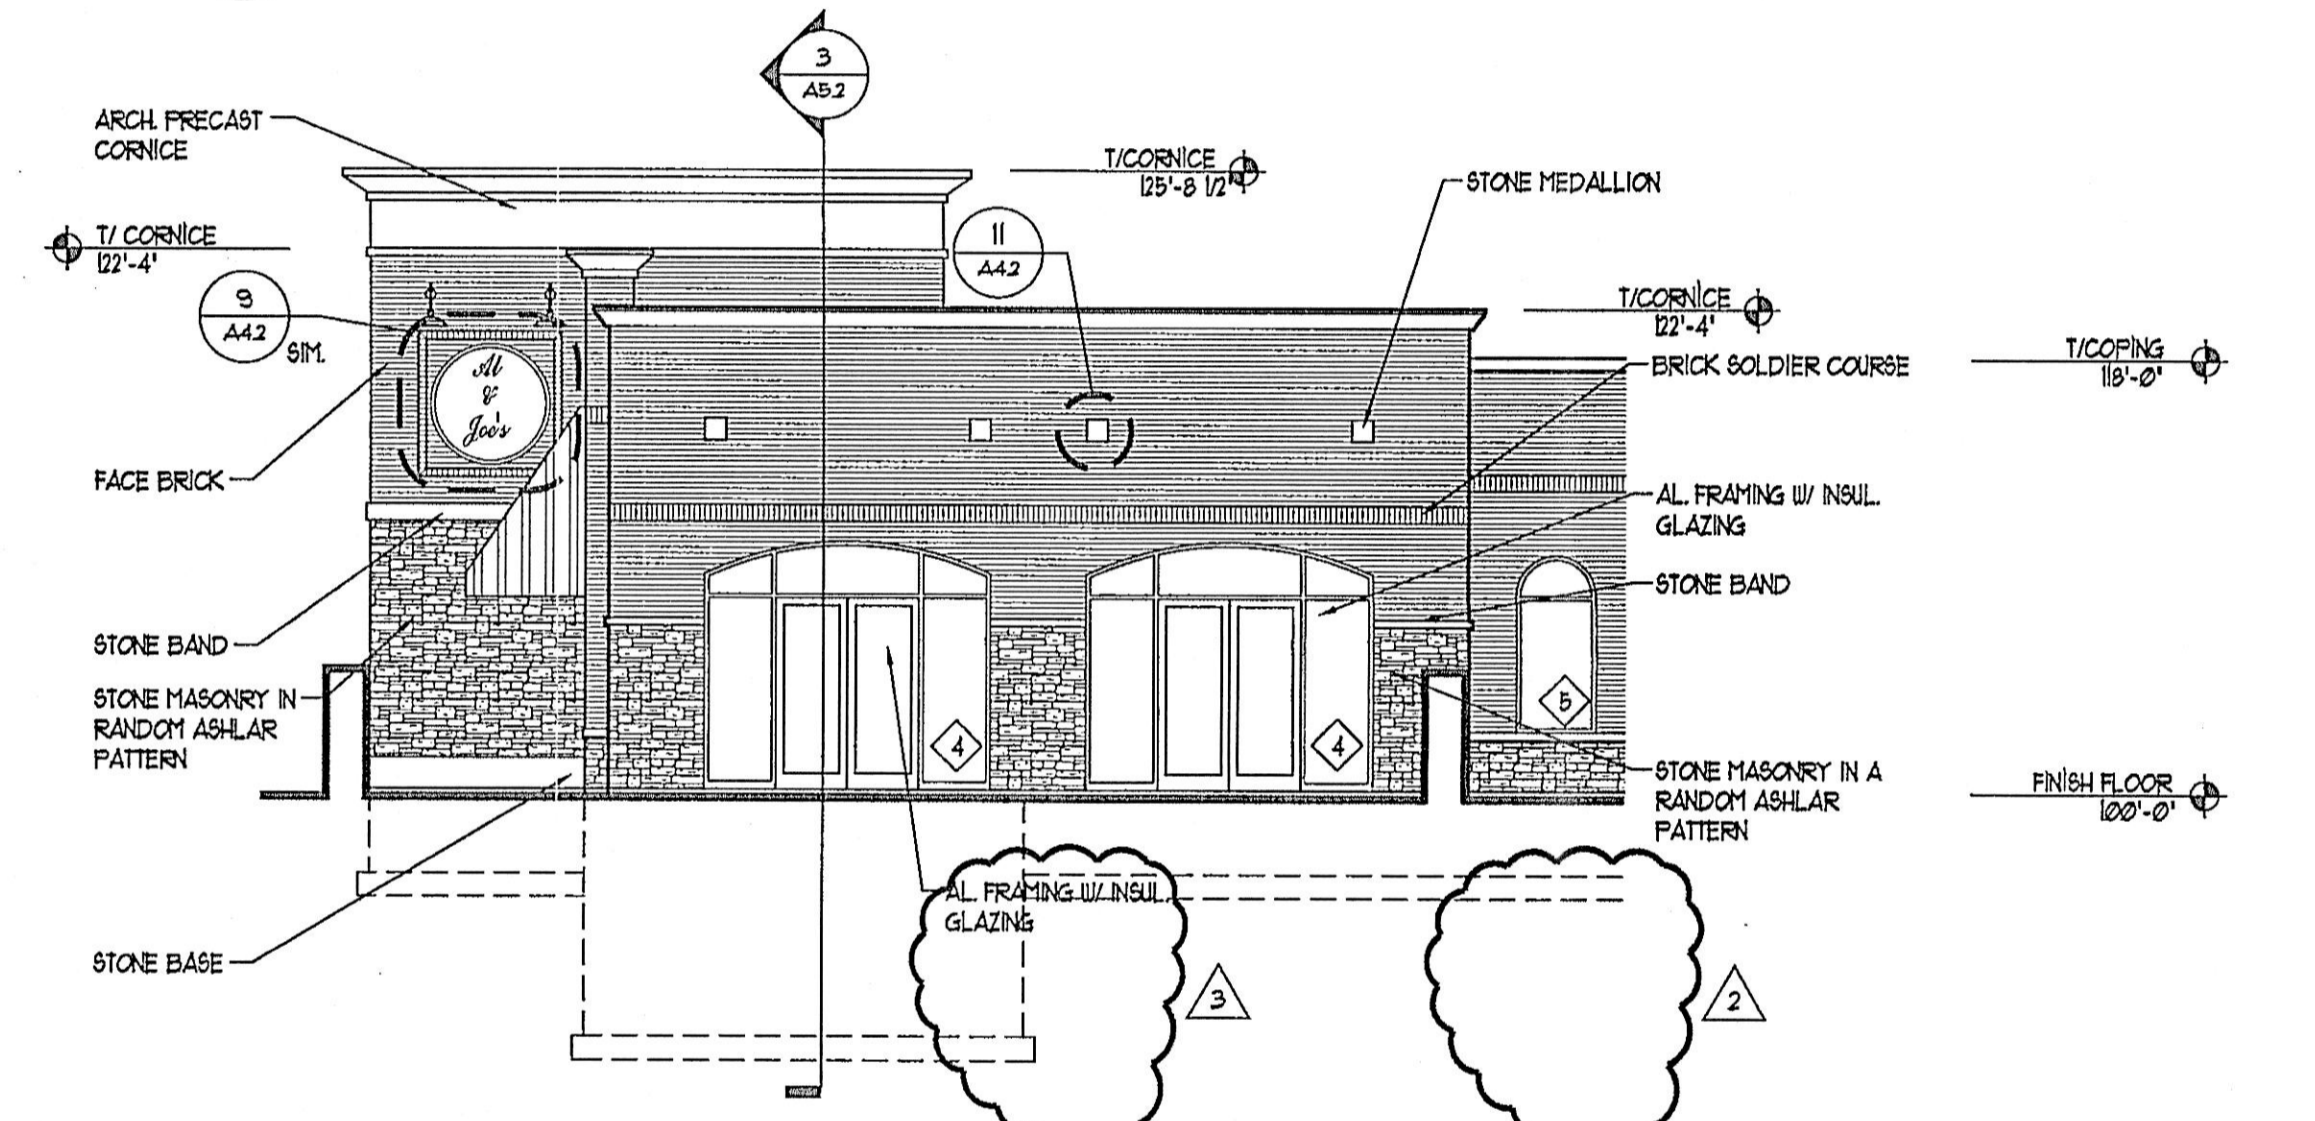 3
A5.2
ARCH. PRECAST
CORNICE
T/CORNICE
125'-8 1/2"
STONE MEDALLION
T/ CORNICE
122'-4"
11
A4.2
9
A4.2
SIM.
T/CORNICE
122'-4"
T/COPING
118'-0"
BRICK SOLDIER COURSE
Al
&
Joe's
FACE BRICK
AL. FRAMING W/ INSUL.
GLAZING
STONE BAND
STONE BAND
STONE MASONRY IN
RANDOM ASHLAR
PATTERN
4
4
5
STONE MASONRY IN A
RANDOM ASHLAR
PATTERN
FINISH FLOOR
100'-0"
AL. FRAMING W/ INSUL.
GLAZING
STONE BASE
3
2